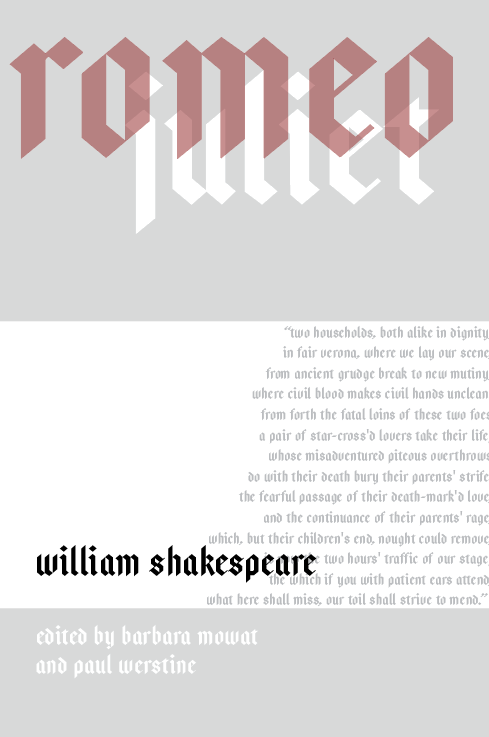 romeo
juliet
“two households, both alike in dignity
in fair verona, where we lay our scene
from ancient grudge break to new mutiny
where civil blood makes civil hands unclean
from forth the fatal loins of these two foes
a pair of star-cross'd lovers take their life
whose misadventured piteous overthrows
do with their death bury their parents' strife
the fearful passage of their death-mark'd love
and the continuance of their parents' rage
which, but their children's end, nought could remove
two hours' traffic of our stage
william shakespeare
the which if you with patient ears attend
what here shall miss, our toil shall strive to mend.”
edited by barbara mowat
and paul werstine